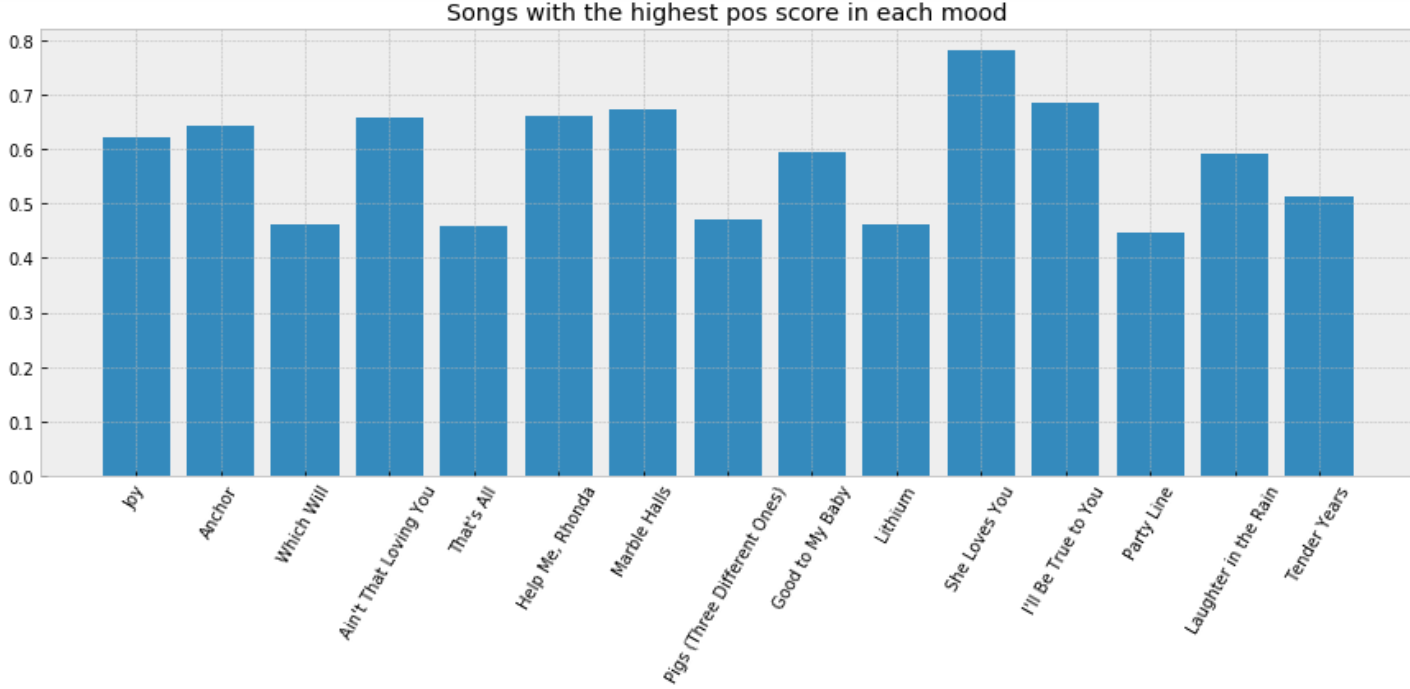 Songs with the highest pos score in each mood
0.8
0.7
0.6
0.5
0.4
0.3
0.2
0.1
0.0
Joy
Anchor
Which Will
Ain't That Loving You
That's All
Help Me, Rhonda
Marble Halls
Pigs (Three Different Ones)
Good to My Baby
Lithium
She Loves You
I'll Be True to You
Party Line
Laughter in the Rain
Tender Years